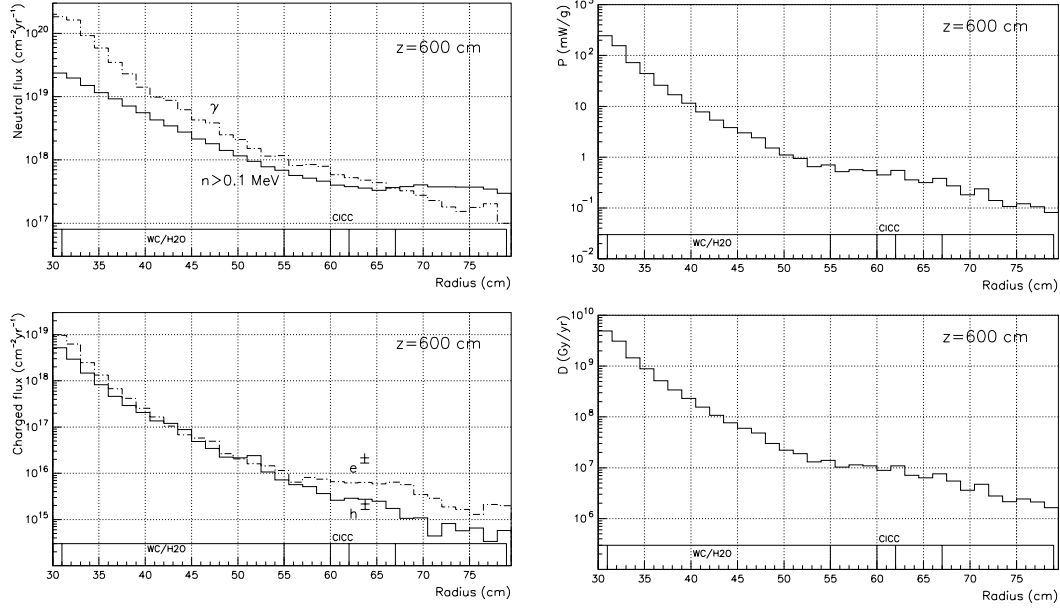 Neutral flux (cm⁻²yr⁻¹)
10²⁰
10¹⁹
10¹⁸
10¹⁷
z=600 cm
γ
n>0.1 MeV
CICC
WC/H2O
30 35 40 45 50 55 60 65 70 75
Radius (cm)
P (mW/g)
10³
10²
10
1
10⁻¹
10⁻²
z=600 cm
CICC
WC/H2O
30 35 40 45 50 55 60 65 70 75
Radius (cm)
Charged flux (cm⁻²yr⁻¹)
10¹⁹
10¹⁸
10¹⁷
10¹⁶
10¹⁵
z=600 cm
e±
h±
CICC
WC/H2O
30 35 40 45 50 55 60 65 70 75
Radius (cm)
D (Gy/yr)
10¹⁰
10⁹
10⁸
10⁷
10⁶
z=600 cm
CICC
WC/H2O
30 35 40 45 50 55 60 65 70 75
Radius (cm)